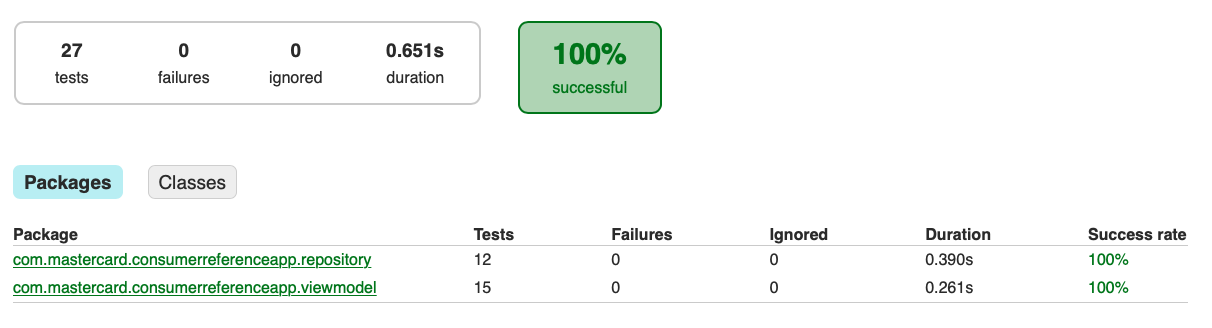 27 0 0 0.651s 100%
tests failures ignored duration successful
Packages Classes
Package Tests Failures Ignored Duration Success rate
com.mastercard.consumerreferenceapp.repository 12 0 0 0.390s 100%
com.mastercard.consumerreferenceapp.viewmodel 15 0 0 0.261s 100%